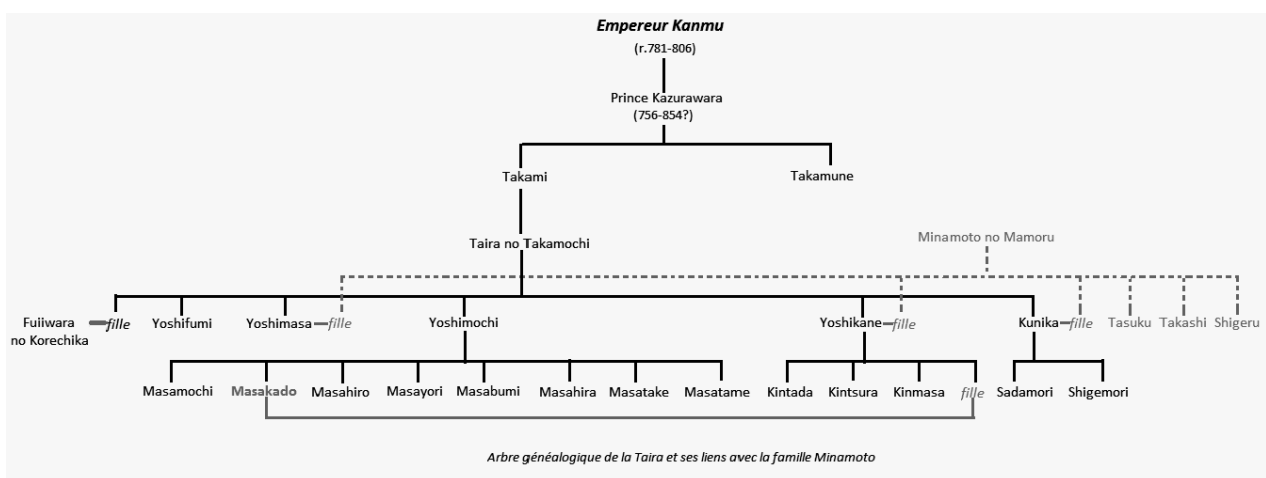 Empereur Kanmu
(r.781-806)
Prince Kazurawara
(756-854?)
Takami
Takamune
Taira no Takamochi
Minamoto no Mamoru
Fuiiwara
no Korechika
fille
Yoshifumi
Yoshimasa
fille
Yoshimochi
Yoshikane
fille
Kunika
fille
Tasuku
Takashi
Shigeru
Masamochi
Masakado
Masahiro
Masayori
Masabumi
Masahira
Masatake
Masatame
Kintada
Kintsura
Kinmasa
fille
Sadamori
Shigemori
Arbre généalogique de la Taira et ses liens avec la famille Minamoto